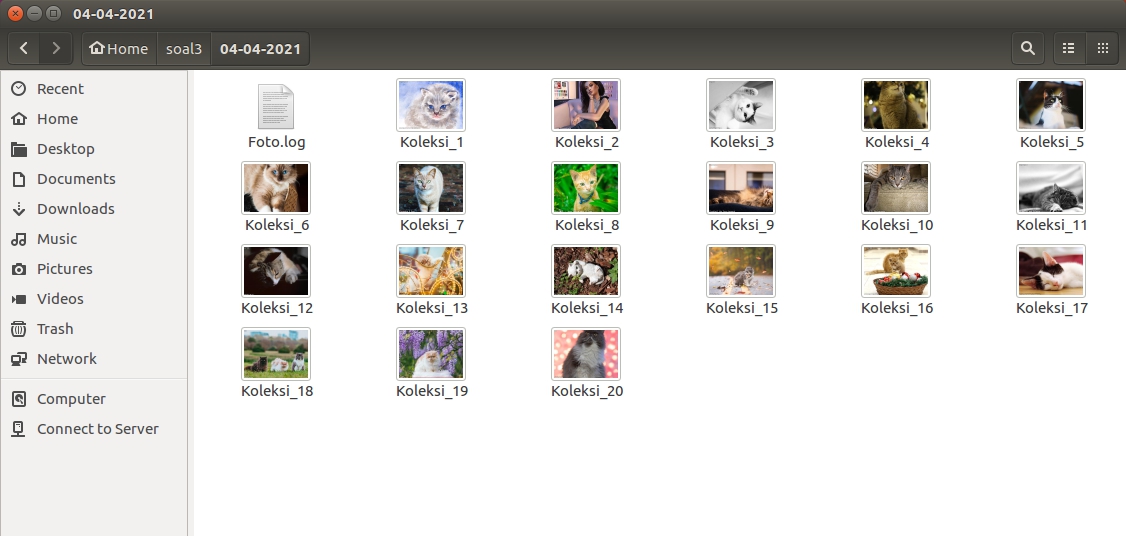 04-04-2021
Home soal3 04-04-2021
Recent
Home
Desktop
Documents
Downloads
Music
Pictures
Videos
Trash
Network
Computer
Connect to Server
Foto.log Koleksi_1 Koleksi_2 Koleksi_3 Koleksi_4 Koleksi_5
Koleksi_6 Koleksi_7 Koleksi_8 Koleksi_9 Koleksi_10 Koleksi_11
Koleksi_12 Koleksi_13 Koleksi_14 Koleksi_15 Koleksi_16 Koleksi_17
Koleksi_18 Koleksi_19 Koleksi_20